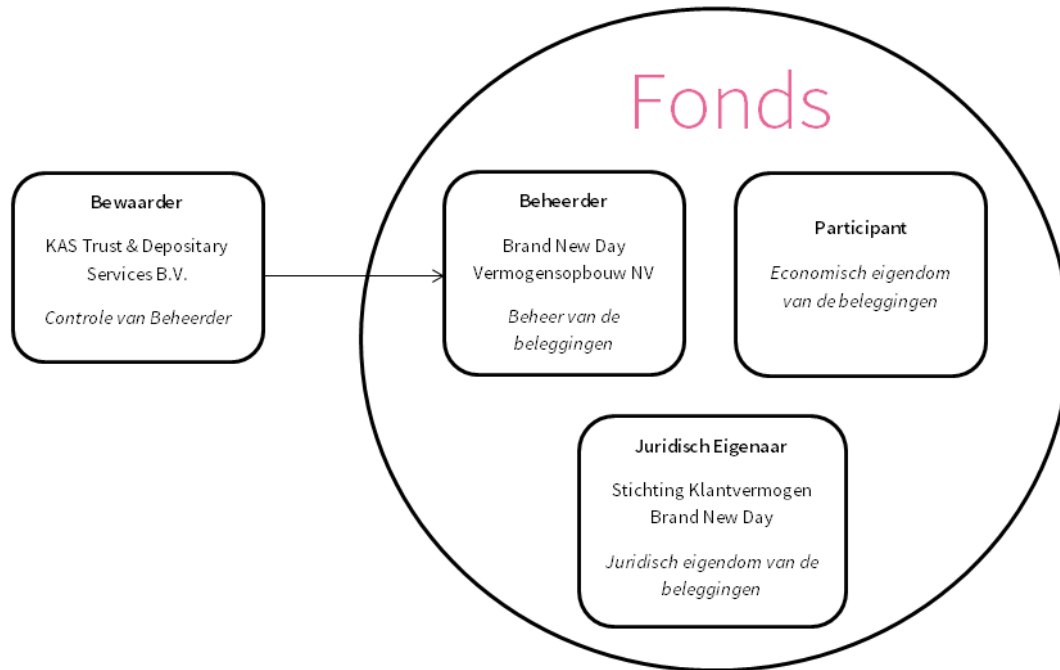 Fonds
Bewaarder
KAS Trust & Depositary
Services B.V.
Controle van Beheerder
Beheerder
Brand New Day
Vermogensopbouw NV
Beheer van de
beleggingen
Participant
Economisch eigendom
van de beleggingen
Juridisch Eigenaar
Stichting Klantvermogen
Brand New Day
Juridisch eigendom van de
beleggingen